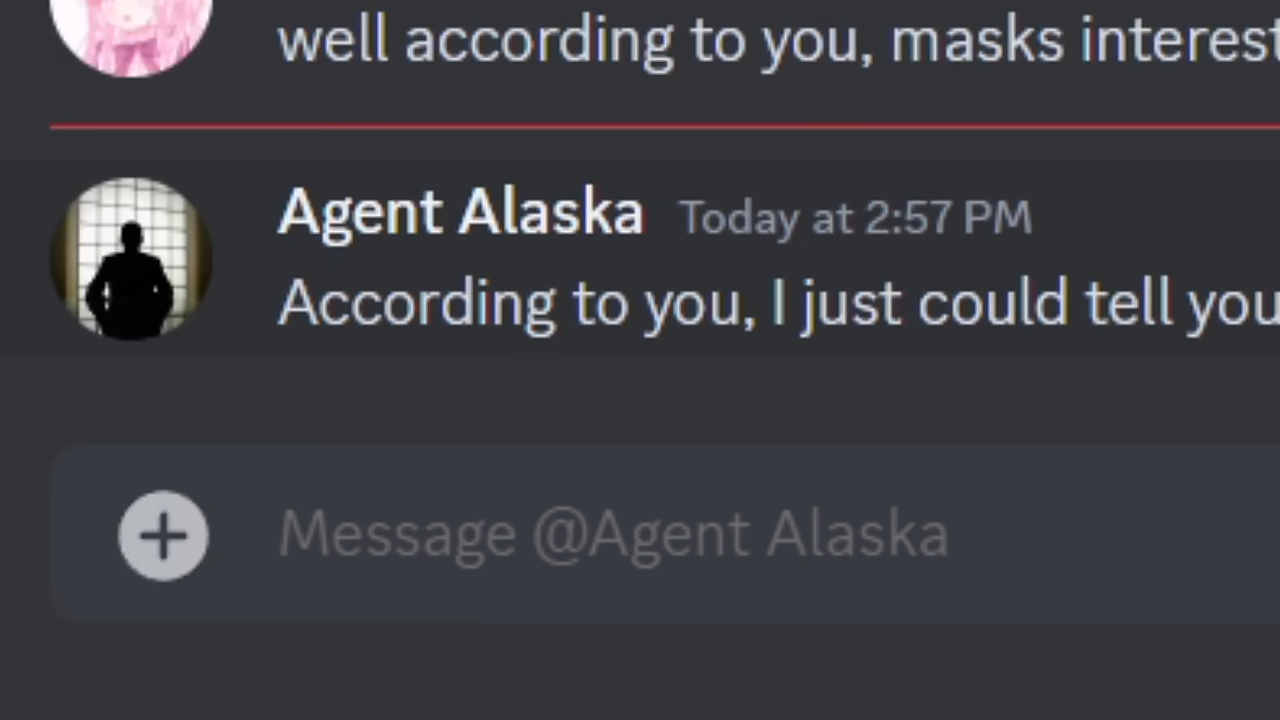 well according to you, masks interest
Agent Alaska Today at 2:57 PM
According to you, I just could tell you
Message @Agent Alaska